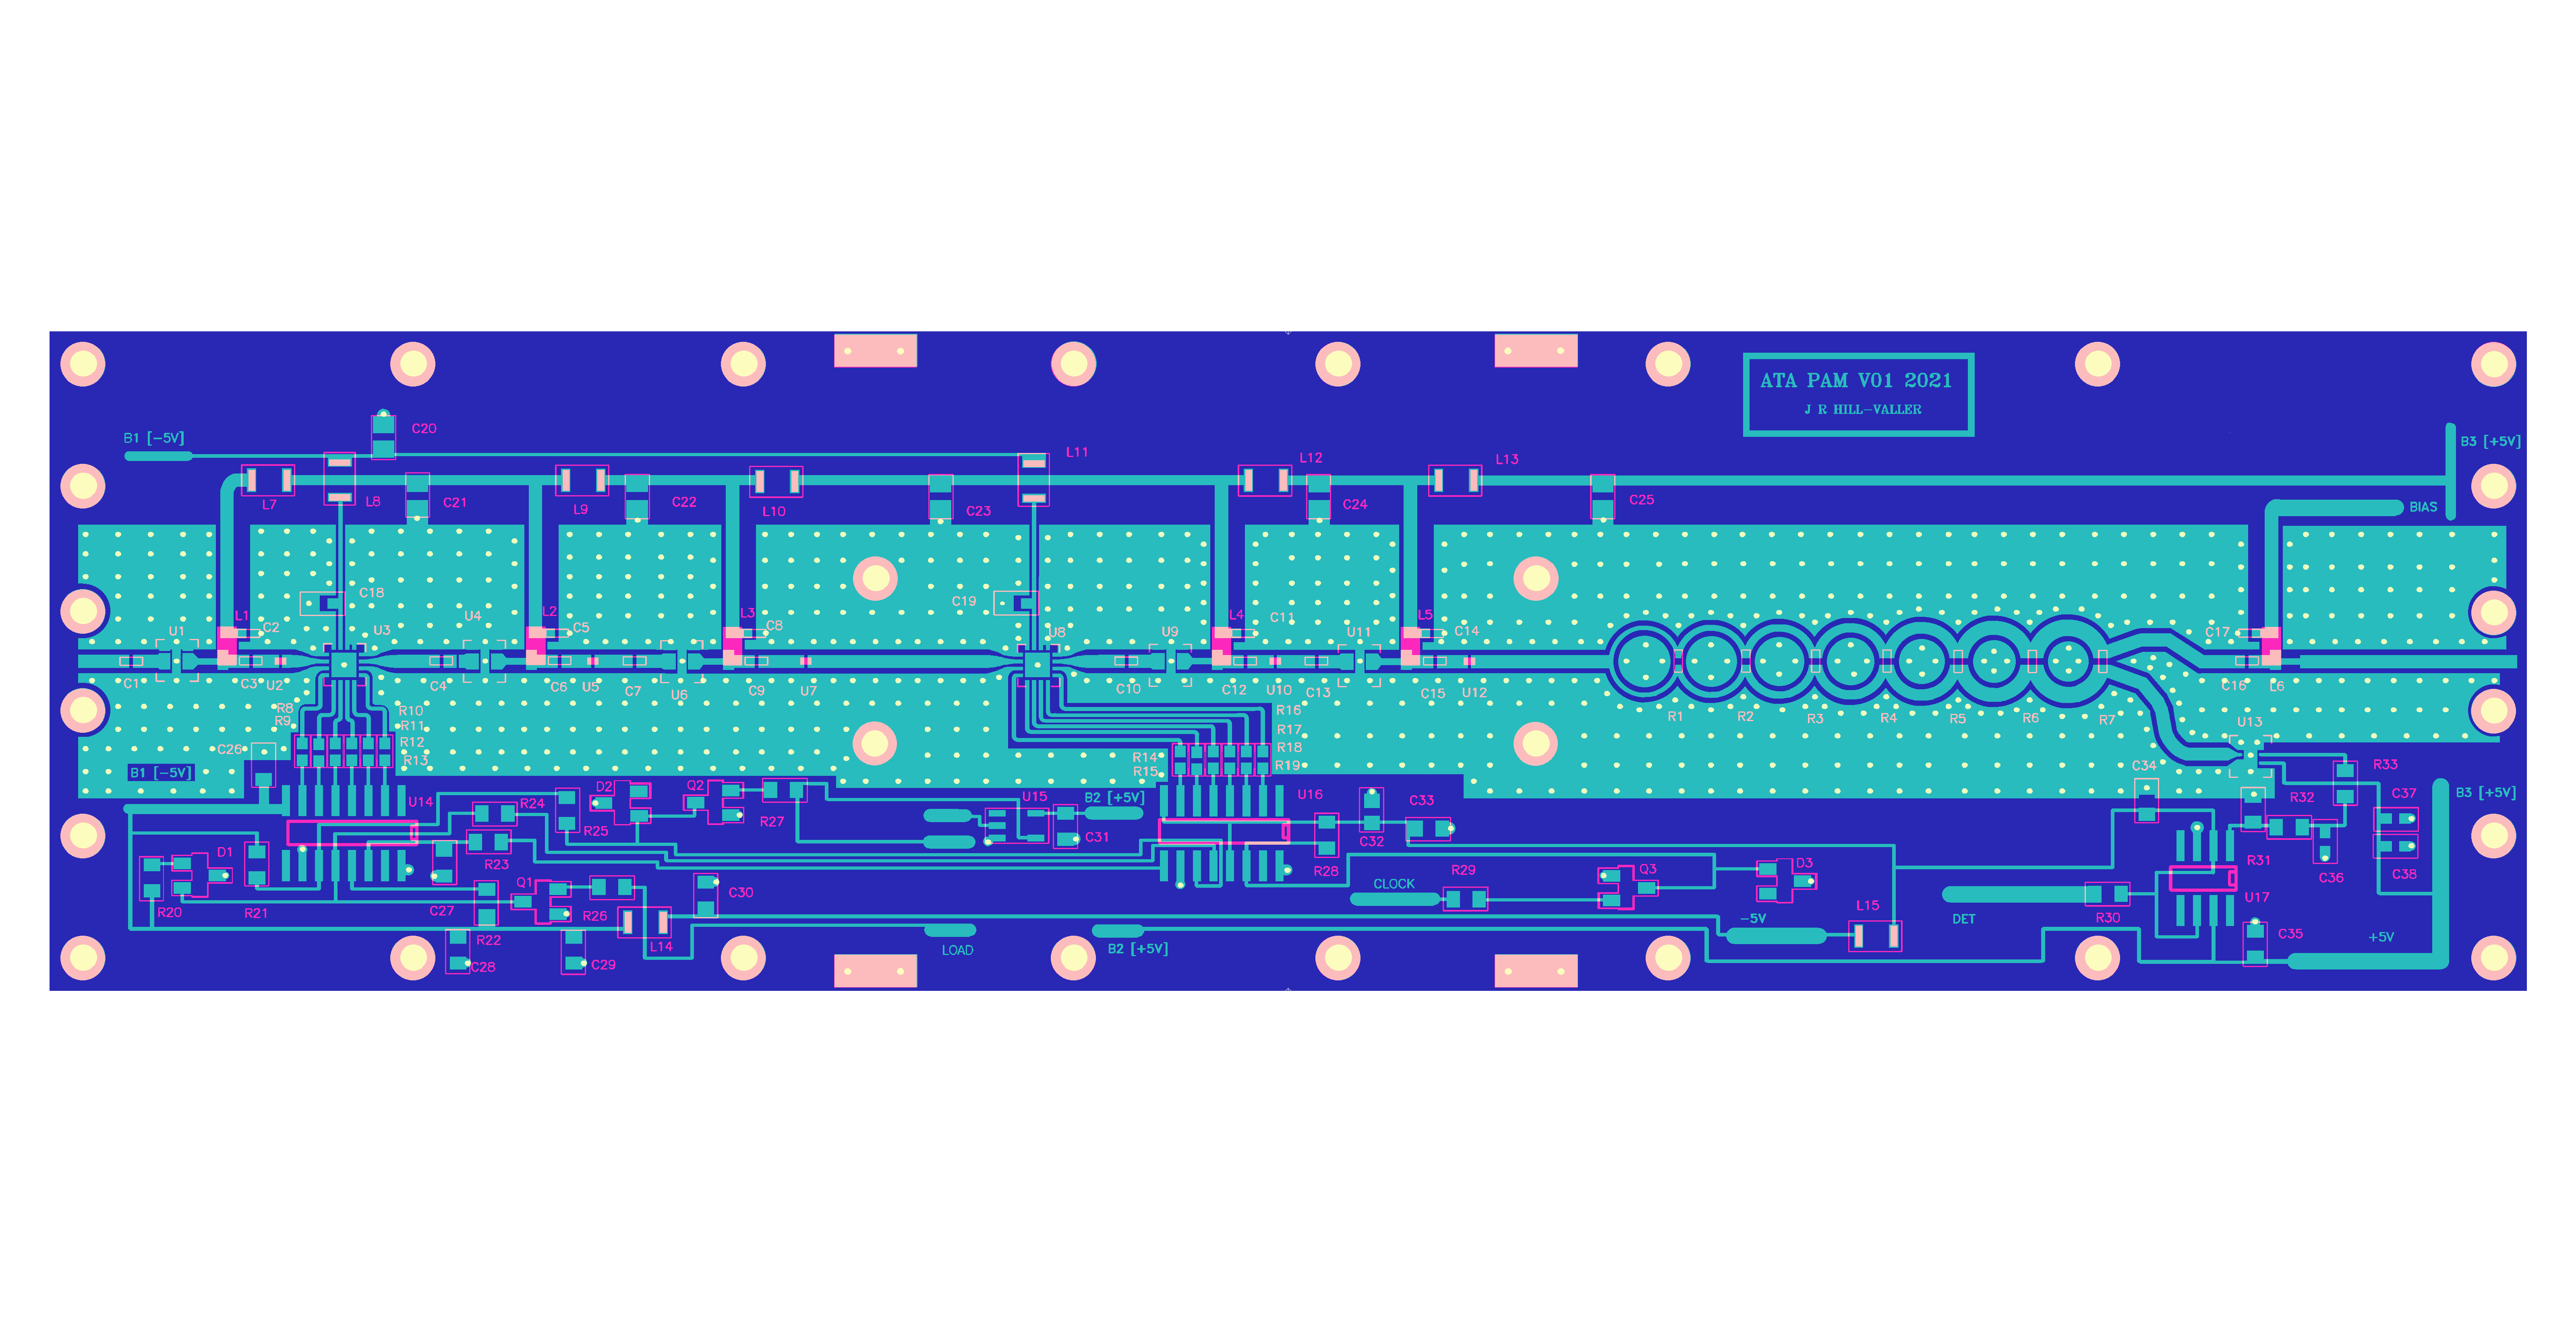 ATA PAM V01 2021
J R HILL-VALLER
B1 [-5V]
C20
L11
L12
L13
B3 [+5V]
L7
L8
C21
L9
C22
L10
C23
C24
C25
BIAS
C18
C19
L1
C2
U1
U3
U4
L2
C5
L3
C8
U8
U9
L4
C11
U11
L5
C14
C17
C1
C3
U2
C4
C6
U5
C7
U6
C9
U7
C10
C12
U10
C13
C15
U12
R1
R2
R3
R4
R5
R6
R7
C16
L6
U13
R8
R9
R10
R11
R12
R13
R16
R17
R18
R19
R14
R15
C26
B1 [-5V]
U14
R24
R25
D2
Q2
R27
U15
B2 [+5V]
C31
U16
C32
C33
C34
R33
R32
C37
B3 [+5V]
D1
R23
R28
R29
Q3
D3
R31
C36
C38
R20
R21
C27
Q1
R26
C30
CLOCK
L15
DET
R30
U17
R22
C28
C29
L14
LOAD
B2 [+5V]
-5V
C35
+5V